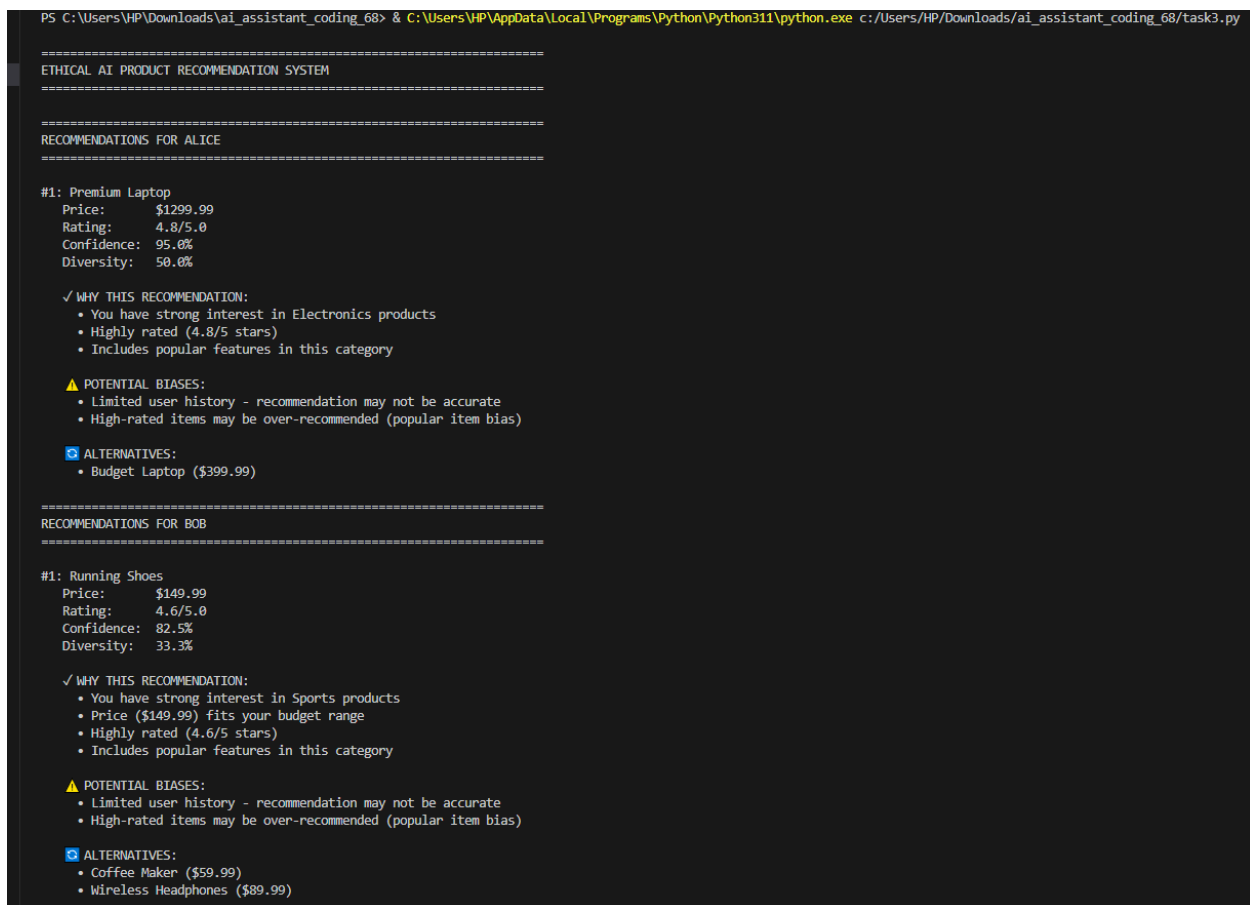 PS C:\Users\HP\Downloads\ai_assistant_coding_68> & C:\Users\HP\AppData\Local\Programs\Python\Python311\python.exe c:/Users/HP/Downloads/ai_assistant_coding_68/task3.py
======================================================================
ETHICAL AI PRODUCT RECOMMENDATION SYSTEM
======================================================================
======================================================================
RECOMMENDATIONS FOR ALICE
======================================================================
#1: Premium Laptop
Price: $1299.99
Rating: 4.8/5.0
Confidence: 95.0%
Diversity: 50.0%
✓ WHY THIS RECOMMENDATION:
• You have strong interest in Electronics products
• Highly rated (4.8/5 stars)
• Includes popular features in this category
⚠ POTENTIAL BIASES:
• Limited user history - recommendation may not be accurate
• High-rated items may be over-recommended (popular item bias)
🔄 ALTERNATIVES:
• Budget Laptop ($399.99)
======================================================================
RECOMMENDATIONS FOR BOB
======================================================================
#1: Running Shoes
Price: $149.99
Rating: 4.6/5.0
Confidence: 82.5%
Diversity: 33.3%
✓ WHY THIS RECOMMENDATION:
• You have strong interest in Sports products
• Price ($149.99) fits your budget range
• Highly rated (4.6/5 stars)
• Includes popular features in this category
⚠ POTENTIAL BIASES:
• Limited user history - recommendation may not be accurate
• High-rated items may be over-recommended (popular item bias)
🔄 ALTERNATIVES:
• Coffee Maker ($59.99)
• Wireless Headphones ($89.99)